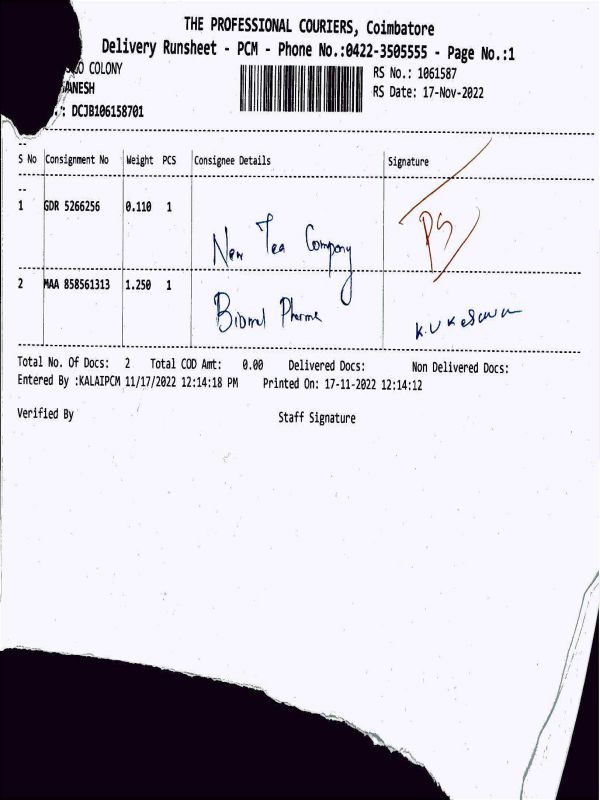 THE PROFESSIONAL COURIERS, Coimbatore
Delivery Runsheet - PCM - Phone No.:0422-3505555 - Page No.:1
COLONY
RS No.: 1061587
ANESH
RS Date: 17-Nov-2022
.: DCJB106158701
S No Consignment No Weight PCS Consignee Details Signature
1 GDR 5266256 0.110 1
New Tea Company PS
2 MAA 858561313 1.250 1
Biomed Pharma K.V Kesavan
Total No. Of Docs: 2 Total COD Amt: 0.00 Delivered Docs: Non Delivered Docs:
Entered By :KALAIPCM 11/17/2022 12:14:18 PM Printed On: 17-11-2022 12:14:12
Verified By Staff Signature